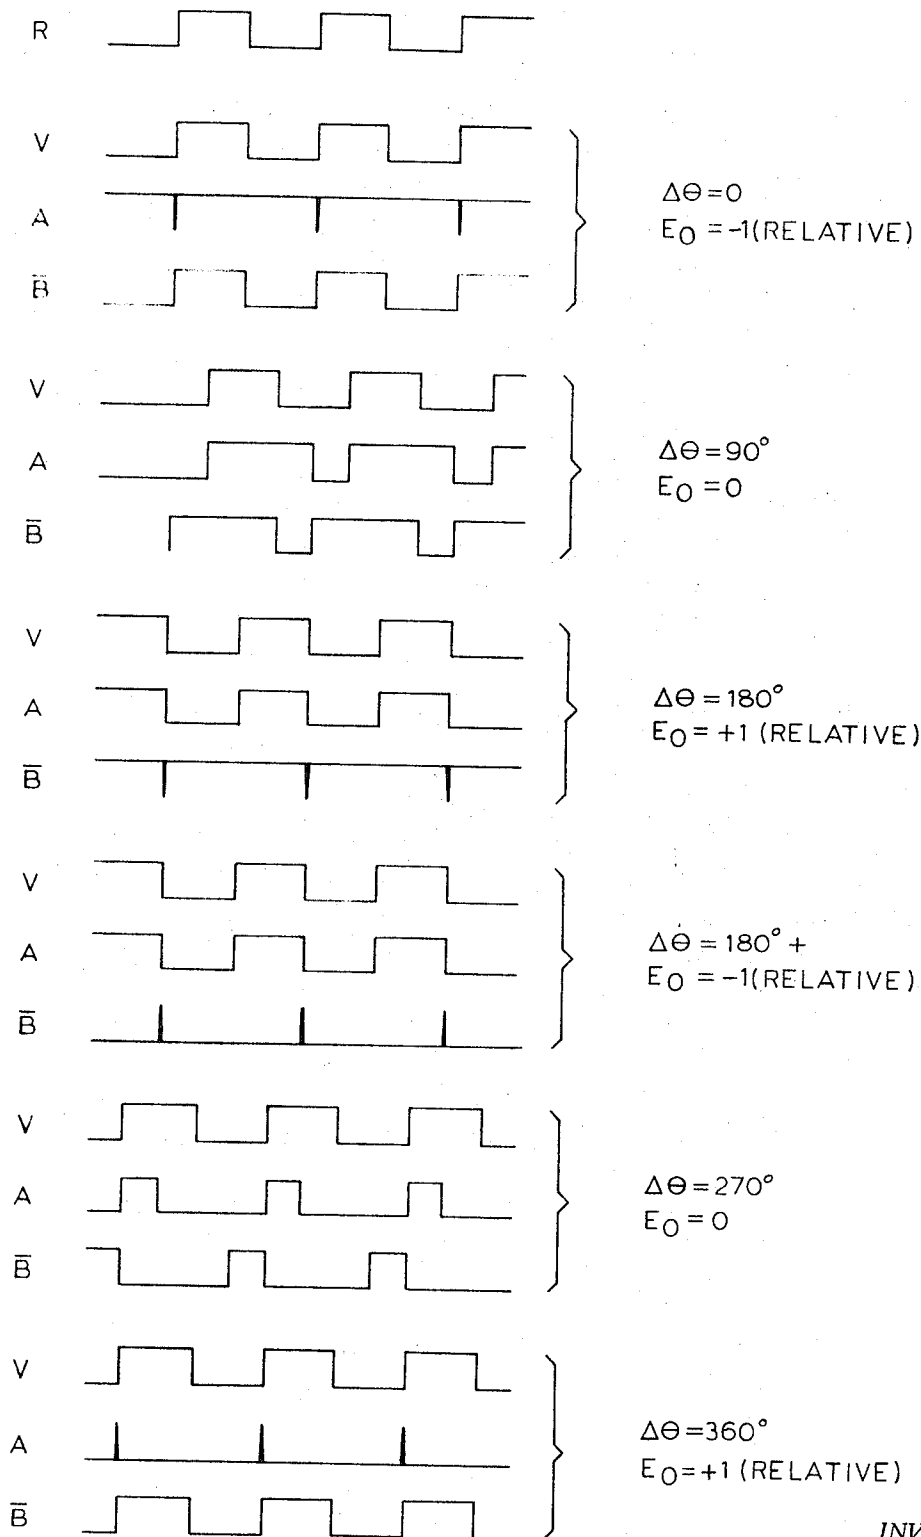 R
V
A
B̅
Δθ=0
E₀ = -1(RELATIVE)
V
A
B̅
Δθ=90°
E₀ = 0
V
A
B̅
Δθ = 180°
E₀ = +1 (RELATIVE)
V
A
B̅
Δθ = 180° +
E₀ = -1(RELATIVE)
V
A
B̅
Δθ=270°
E₀ = 0
V
A
B̅
Δθ=360°
E₀=+1 (RELATIVE)
INV